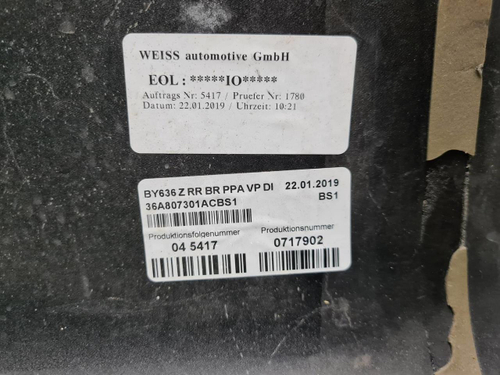 WEISS automotive GmbH
EOL : *****IO*****
Auftrags Nr: 5417 / Pruefer Nr: 1780
Datum: 22.01.2019 / Uhrzeit: 10:21
BY636 Z RR BR PPA VP DI 22.01.2019
36A807301ACBS1 BS1
Produktionsfolgenummer Produktionsnummer
04 5417 0717902